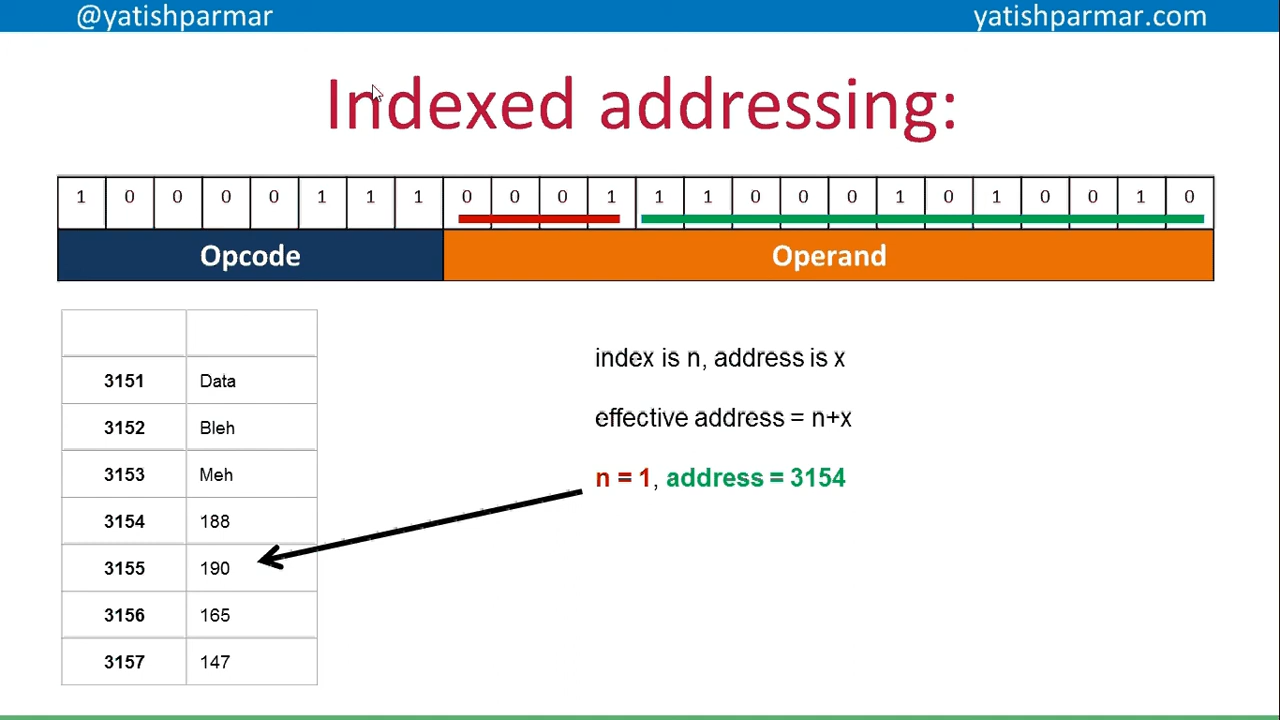 @yatishparmar yatishparmar.com
Indexed addressing:
1 0 0 0 0 1 1 1 0 0 0 1 1 1 0 0 0 1 0 1 0 0 1 0
Opcode Operand
3151 Data
3152 Bleh
3153 Meh
3154 188
3155 190
3156 165
3157 147
index is n, address is x
effective address = n+x
n = 1, address = 3154